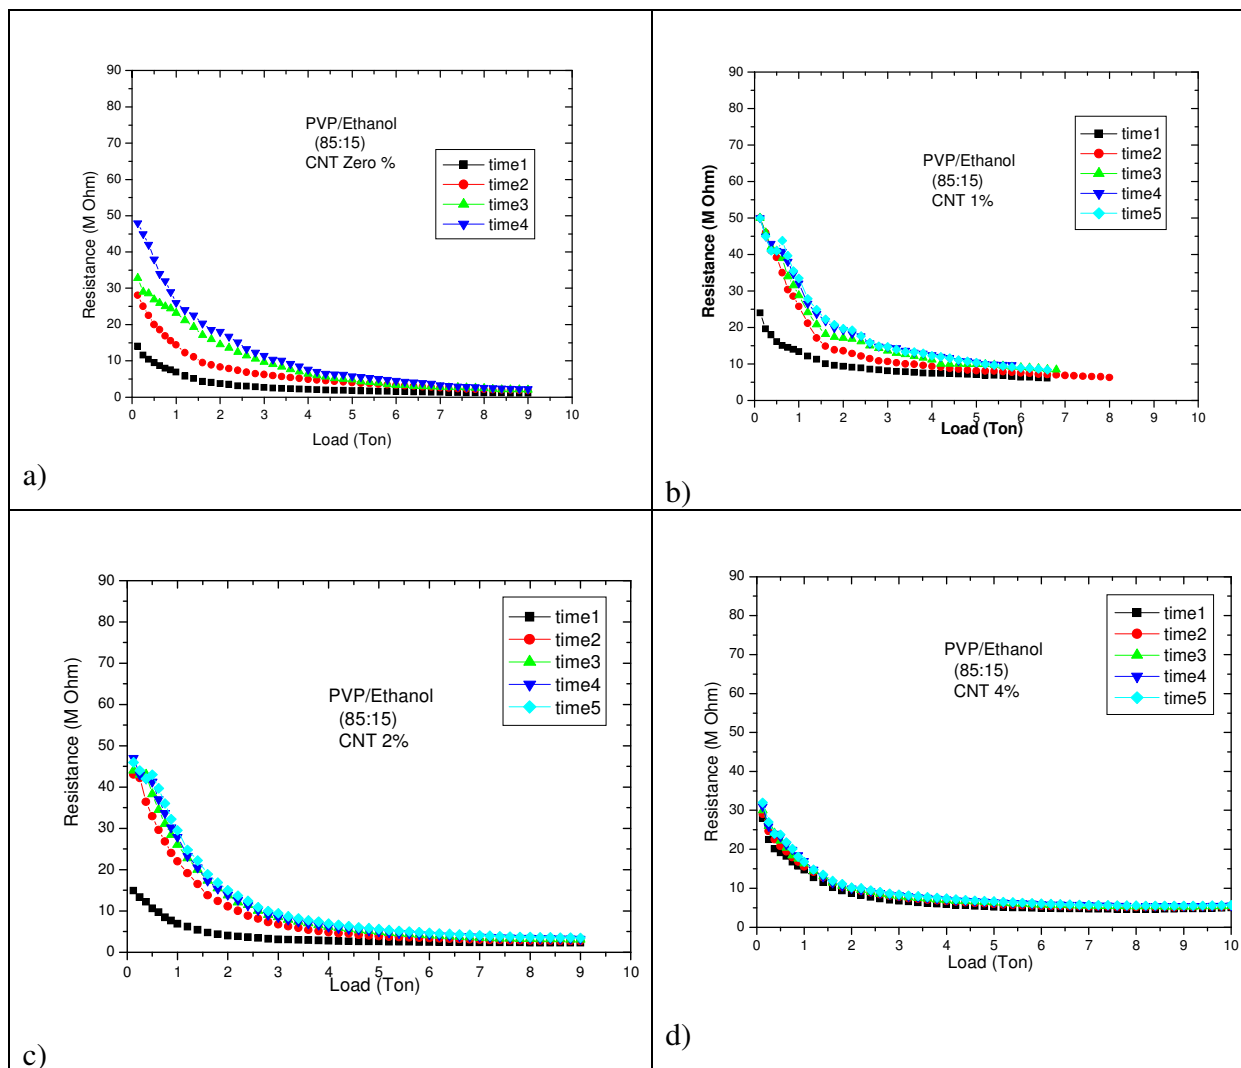 90
80
70
60
50
40
30
20
10
0
Resistance (M Ohm)
PVP/Ethanol
(85:15)
CNT Zero %
time1
time2
time3
time4
0 1 2 3 4 5 6 7 8 9 10
Load (Ton)
a)
90
80
70
60
50
40
30
20
10
0
Resistance (M Ohm)
PVP/Ethanol
(85:15)
CNT 1%
time1
time2
time3
time4
time5
0 1 2 3 4 5 6 7 8 9 10
Load (Ton)
b)
90
80
70
60
50
40
30
20
10
0
Resistance (M Ohm)
PVP/Ethanol
(85:15)
CNT 2%
time1
time2
time3
time4
time5
0 1 2 3 4 5 6 7 8 9 10
Load (Ton)
c)
90
80
70
60
50
40
30
20
10
0
Resistance (M Ohm)
PVP/Ethanol
(85:15)
CNT 4%
time1
time2
time3
time4
time5
0 1 2 3 4 5 6 7 8 9 10
Load (Ton)
d)